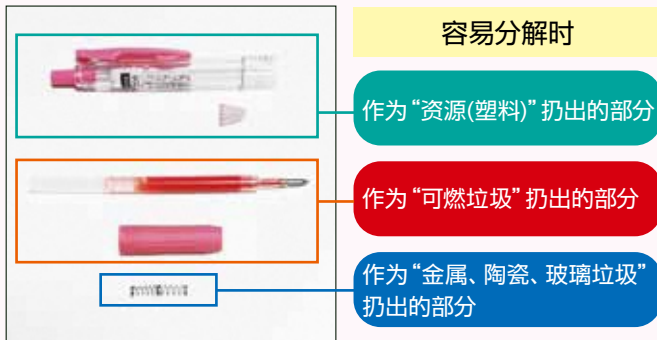 容易分解时
作为“资源(塑料)”扔出的部分
作为“可燃垃圾”扔出的部分
作为“金属、陶瓷、玻璃垃圾”
扔出的部分